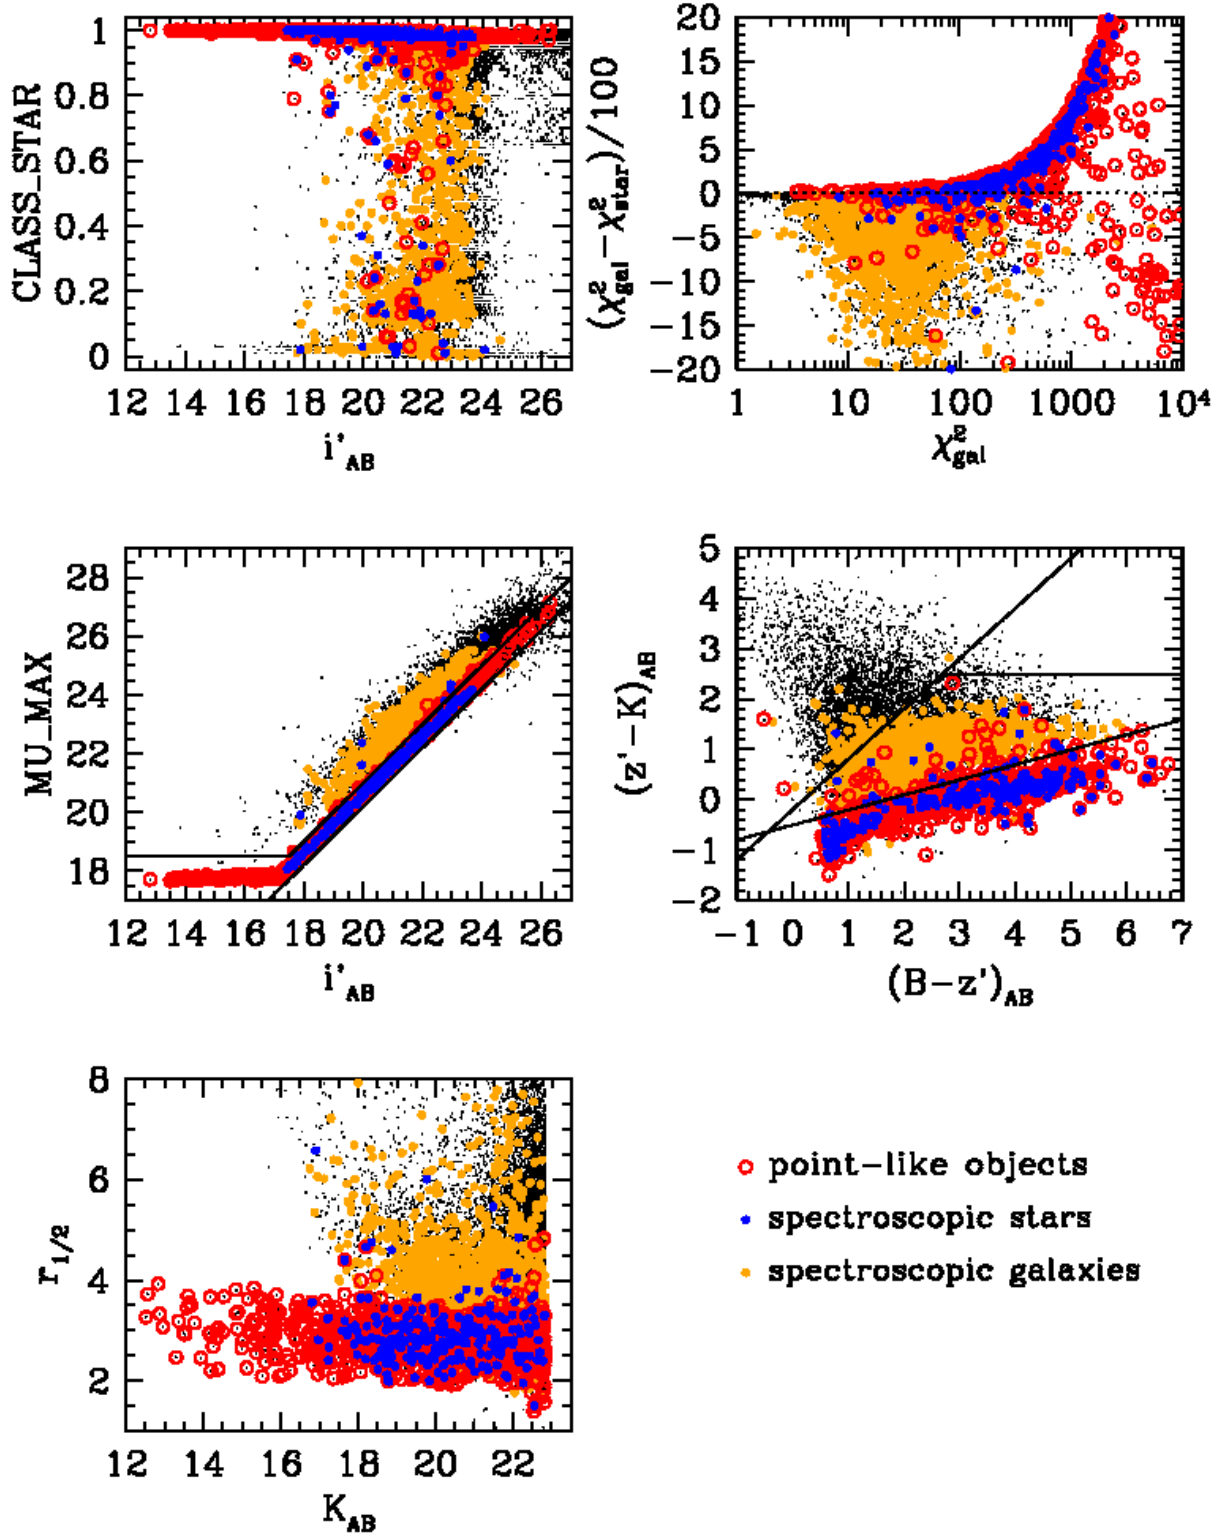 CLASS_STAR
1
0.8
0.6
0.4
0.2
0
12 14 16 18 20 22 24 26
i'AB
(χ²gal−χ²star)/100
20
15
10
5
0
−5
−10
−15
−20
1 10 100 1000 10⁴
χ²gal
MU_MAX
28
26
24
22
20
18
12 14 16 18 20 22 24 26
i'AB
(z'−K)AB
5
4
3
2
1
0
−1
−2
−1 0 1 2 3 4 5 6 7
(B−z')AB
r1/2
8
6
4
2
12 14 16 18 20 22
KAB
point−like objects
spectroscopic stars
spectroscopic galaxies